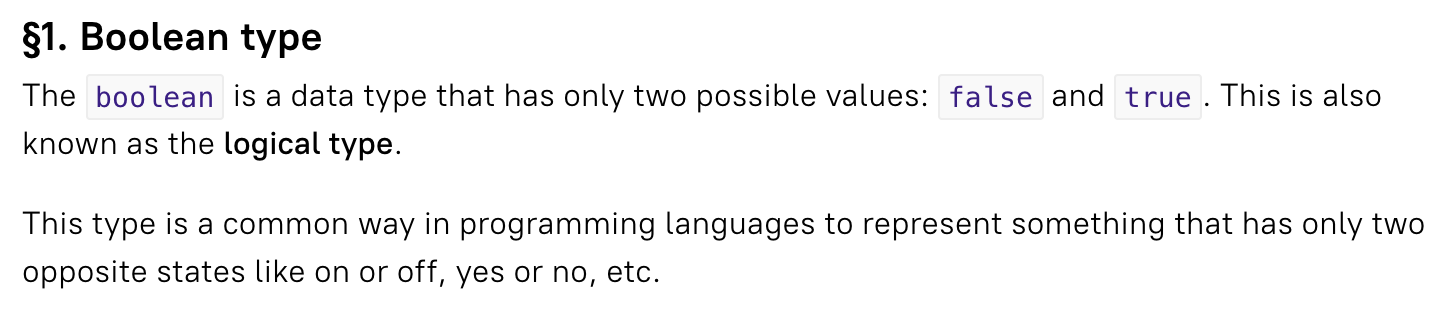 §1. Boolean type
The boolean is a data type that has only two possible values: false and true. This is also
known as the logical type.
This type is a common way in programming languages to represent something that has only two
opposite states like on or off, yes or no, etc.